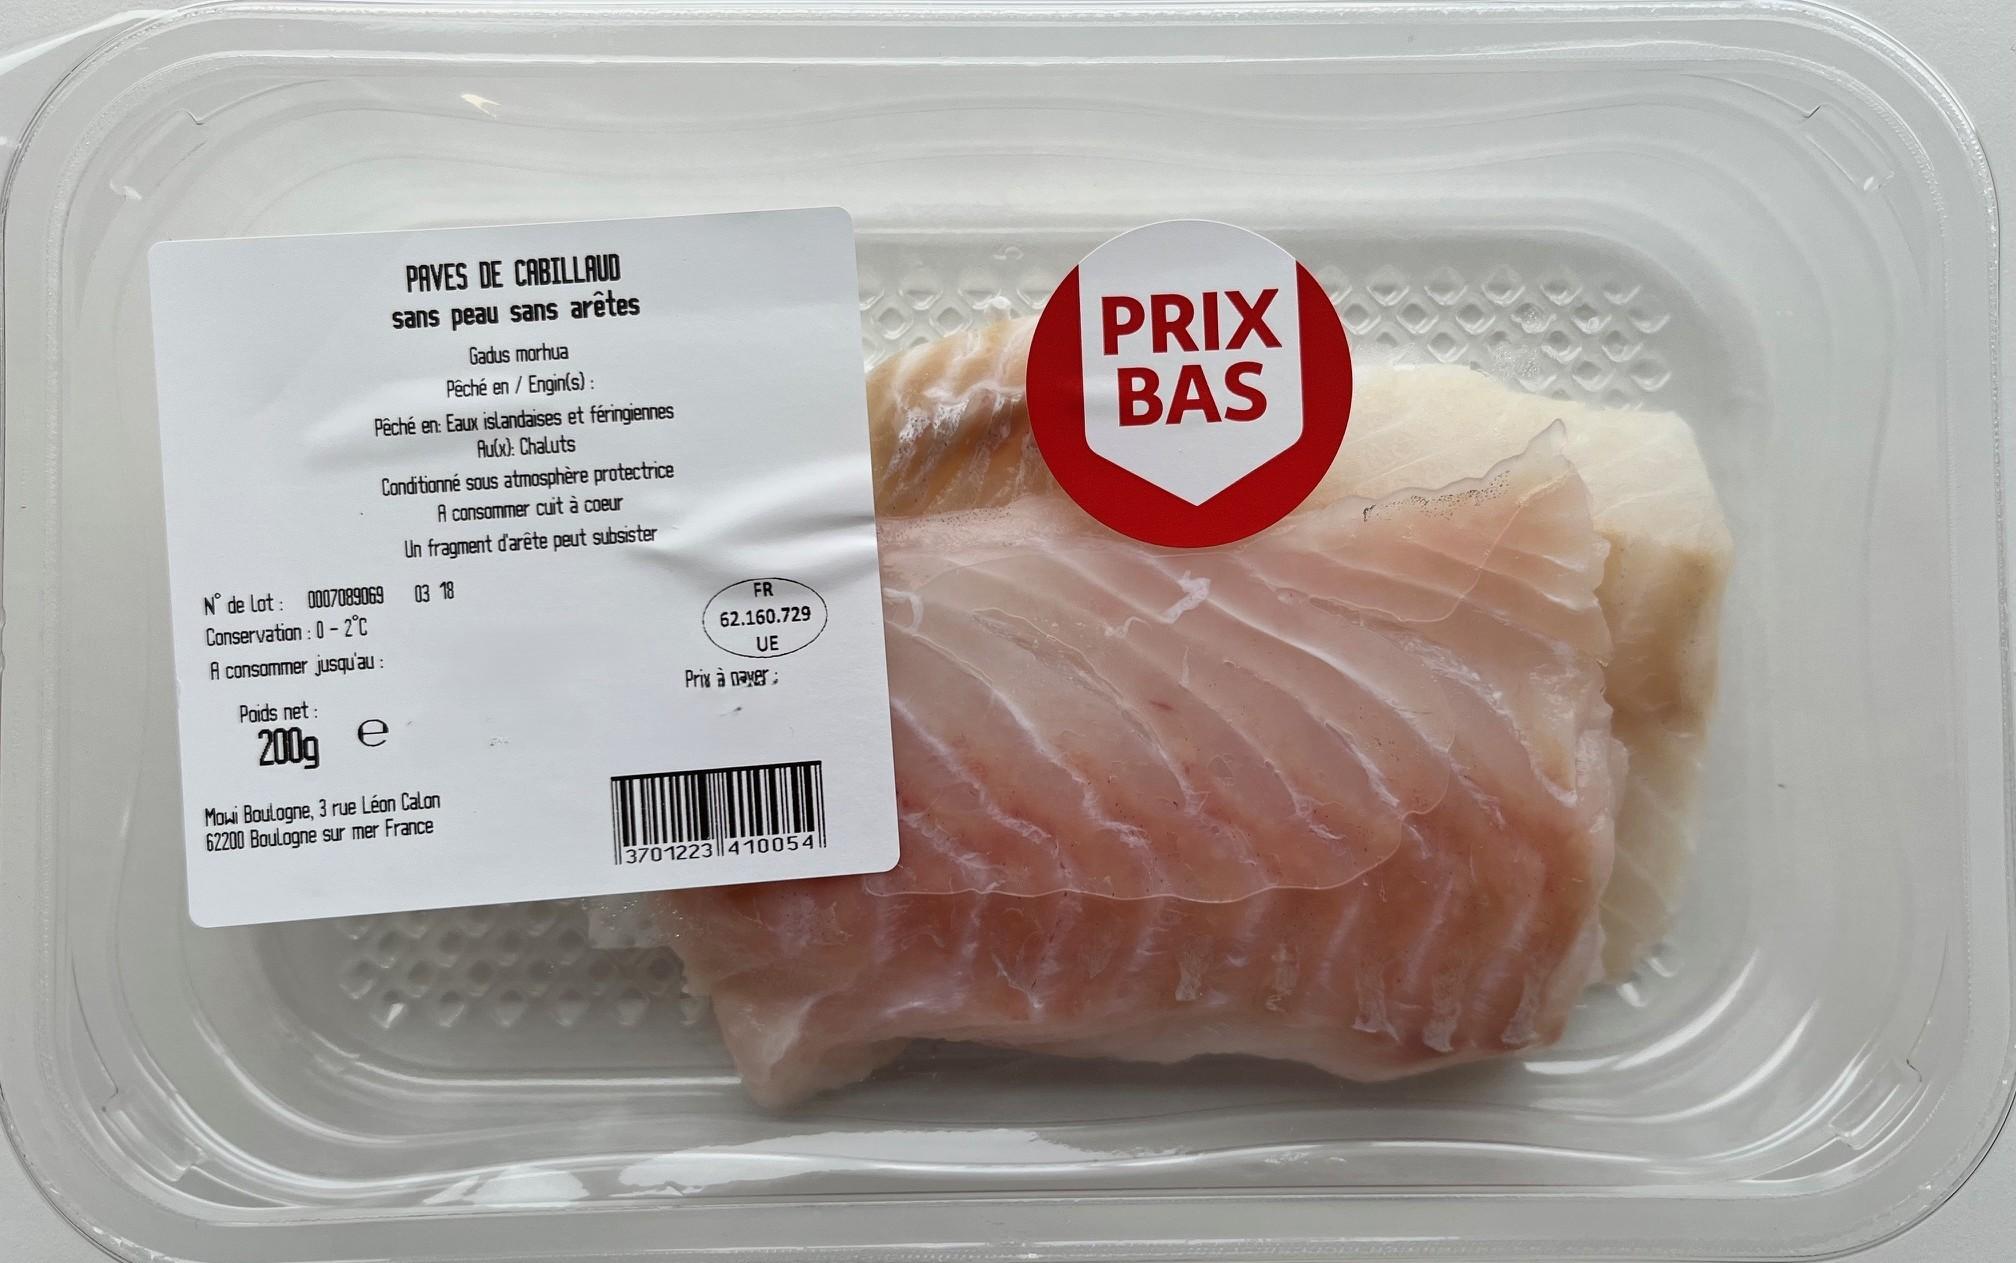 PAVES DE CABILLAUD
sans peau sans arêtes
Gadus morhua
Pêché en / Engin(s) :
Pêché en: Eaux islandaises et féringiennes
Au(x): Chaluts
Conditionné sous atmosphère protectrice
A consommer cuit à coeur
Un fragment d'arête peut subsister
N° de lot : 0007089069 03 18
Conservation : 0 - 2°C
A consommer jusqu'au :
FR
62.160.729
UE
Prix à payer :
Poids net :
200g e
Mowi Boulogne, 3 rue Léon Calon
62200 Boulogne sur mer France
3701223 410054
PRIX
BAS